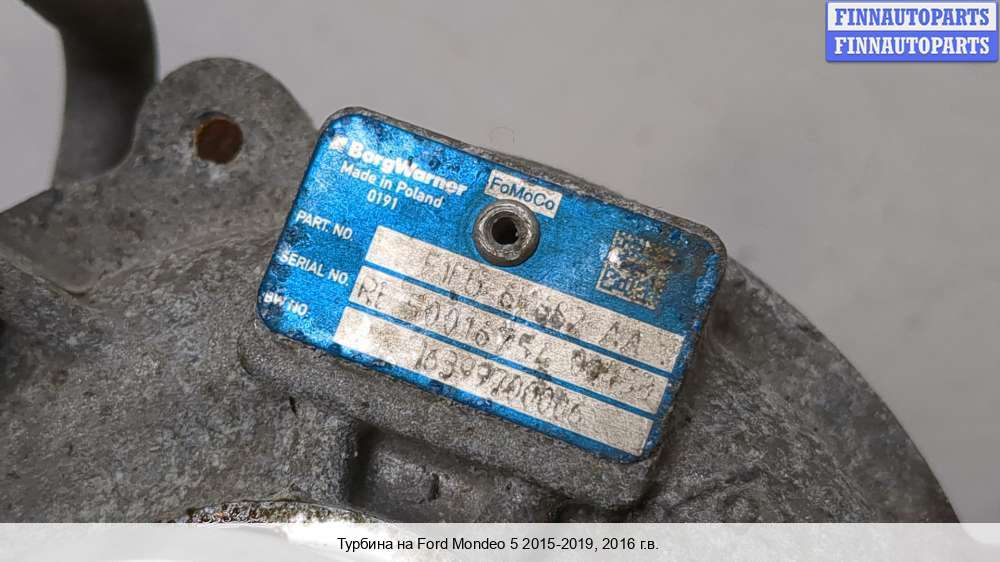 FINNAUTOPARTS
FINNAUTOPARTS
BorgWarner
Made in Poland
0191
FoMoCo
PART. NO.
SERIAL NO.
BW NO.
AA
Турбина на Ford Mondeo 5 2015-2019, 2016 г.в.